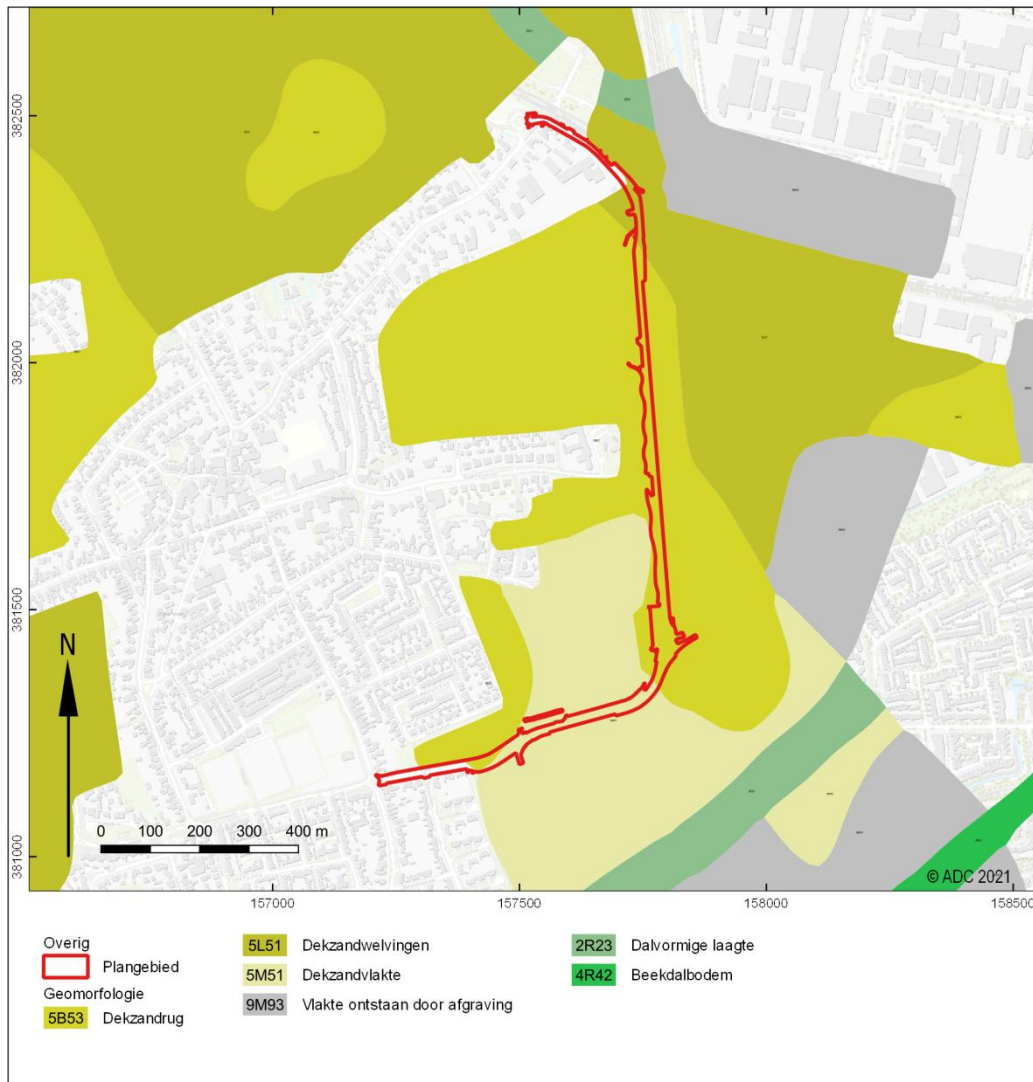 382500
382000
381500
381000
N
0 100 200 300 400 m
© ADC 2021
157000 157500 158000 158500
Overig
Plangebied
Geomorfologie
5B53 Dekzandrug
5L51 Dekzandwelvingen
5M51 Dekzandvlakte
9M93 Vlakte ontstaan door afgraving
2R23 Dalvormige laagte
4R42 Beekdalbodem